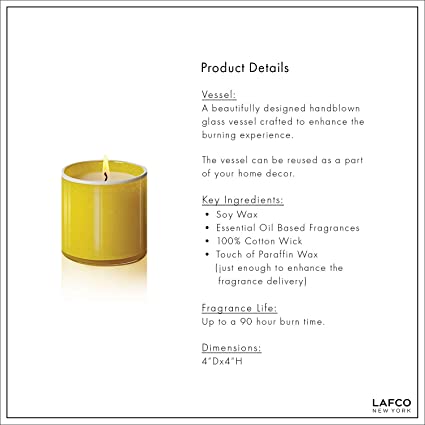 Product Details
Vessel:
A beautifully designed handblown
glass vessel crafted to enhance the
burning experience.
The vessel can be reused as a part
of your home decor.
Key Ingredients:
• Soy Wax
• Essential Oil Based Fragrances
• 100% Cotton Wick
• Touch of Paraffin Wax
(just enough to enhance the
fragrance delivery)
Fragrance Life:
Up to a 90 hour burn time.
Dimensions:
4"Dx4"H
LAFCO
NEW YORK